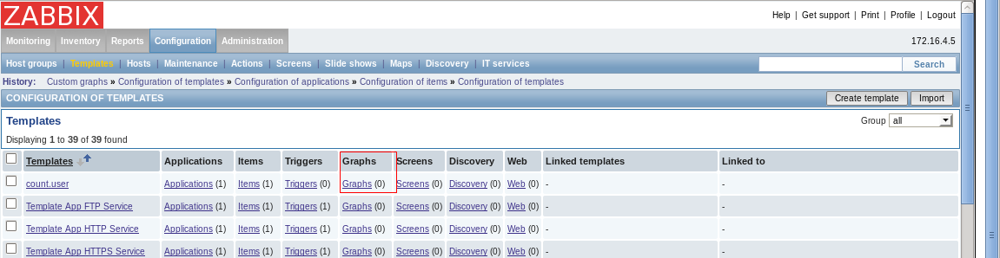 ZABBIX
Help | Get support | Print | Profile | Logout
Monitoring Inventory Reports Configuration Administration 172.16.4.5
Host groups | Templates | Hosts | Maintenance | Actions | Screens | Slide shows | Maps | Discovery | IT services Search
History: Custom graphs » Configuration of templates » Configuration of applications » Configuration of items » Configuration of templates
CONFIGURATION OF TEMPLATES Create template Import
Templates Group all
Displaying 1 to 39 of 39 found
Templates Applications Items Triggers Graphs Screens Discovery Web Linked templates Linked to
count.user Applications (1) Items (1) Triggers (0) Graphs (0) Screens (0) Discovery (0) Web (0) - -
Template App FTP Service Applications (1) Items (1) Triggers (1) Graphs (0) Screens (0) Discovery (0) Web (0) - -
Template App HTTP Service Applications (1) Items (1) Triggers (1) Graphs (0) Screens (0) Discovery (0) Web (0) - -
Template App HTTPS Service Applications (1) Items (1) Triggers (1) Graphs (0) Screens (0) Discovery (0) Web (0) - -